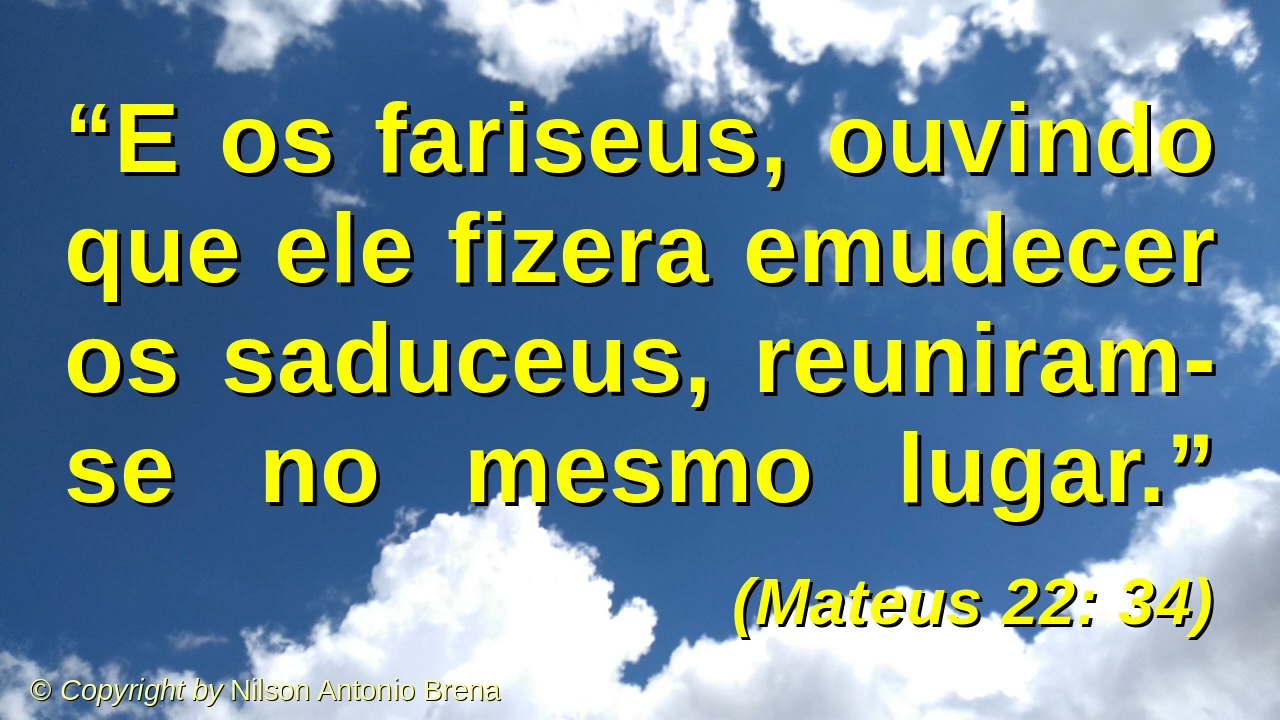 “E os fariseus, ouvindo
que ele fizera emudecer
os saduceus, reuniram-
se no mesmo lugar.”
(Mateus 22: 34)
© Copyright by Nilson Antonio Brena